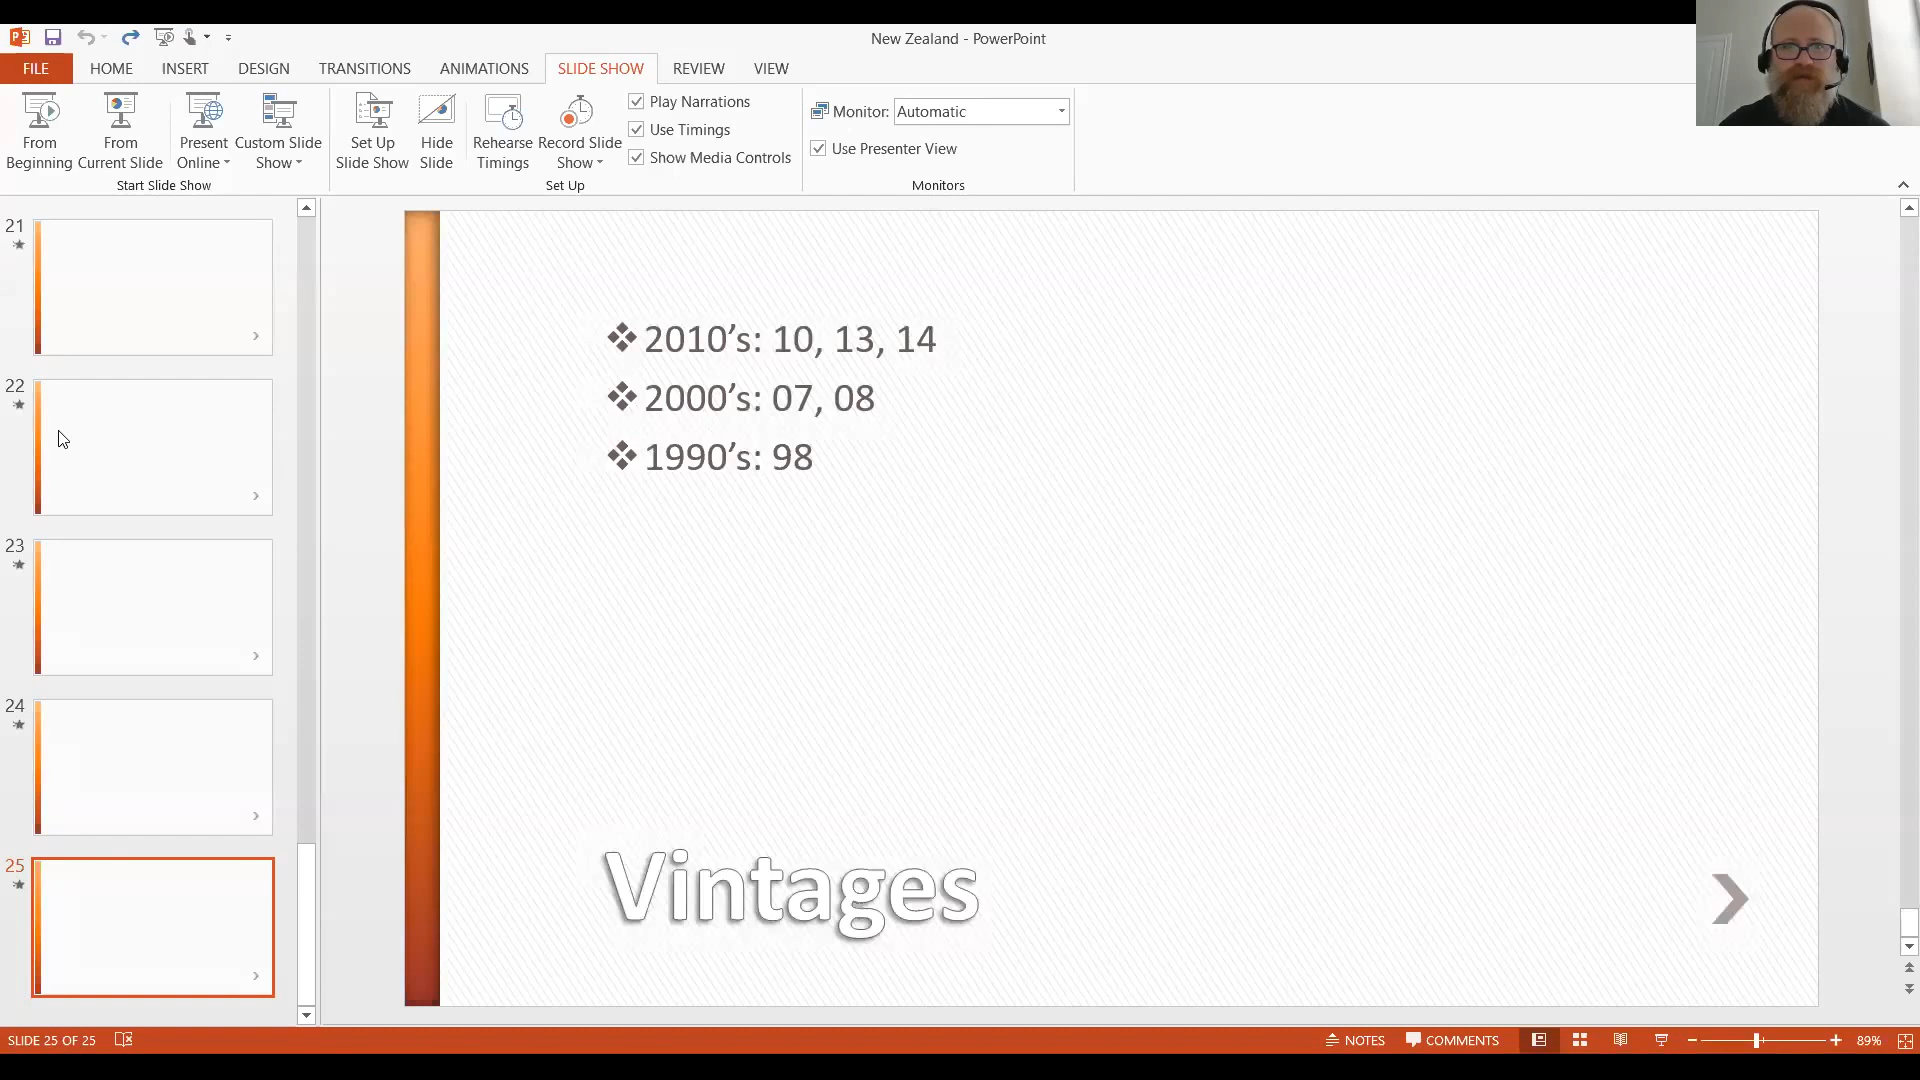 New Zealand - PowerPoint
FILE HOME INSERT DESIGN TRANSITIONS ANIMATIONS SLIDE SHOW REVIEW VIEW
From Beginning
From Current Slide
Present Online
Custom Slide Show
Set Up Slide Show
Hide Slide
Rehearse Timings
Record Slide Show
Play Narrations
Use Timings
Show Media Controls
Monitor: Automatic
Use Presenter View
Start Slide Show
Set Up
Monitors
21
22
23
24
25
2010’s: 10, 13, 14
2000’s: 07, 08
1990’s: 98
Vintages
SLIDE 25 OF 25
NOTES
COMMENTS
89%